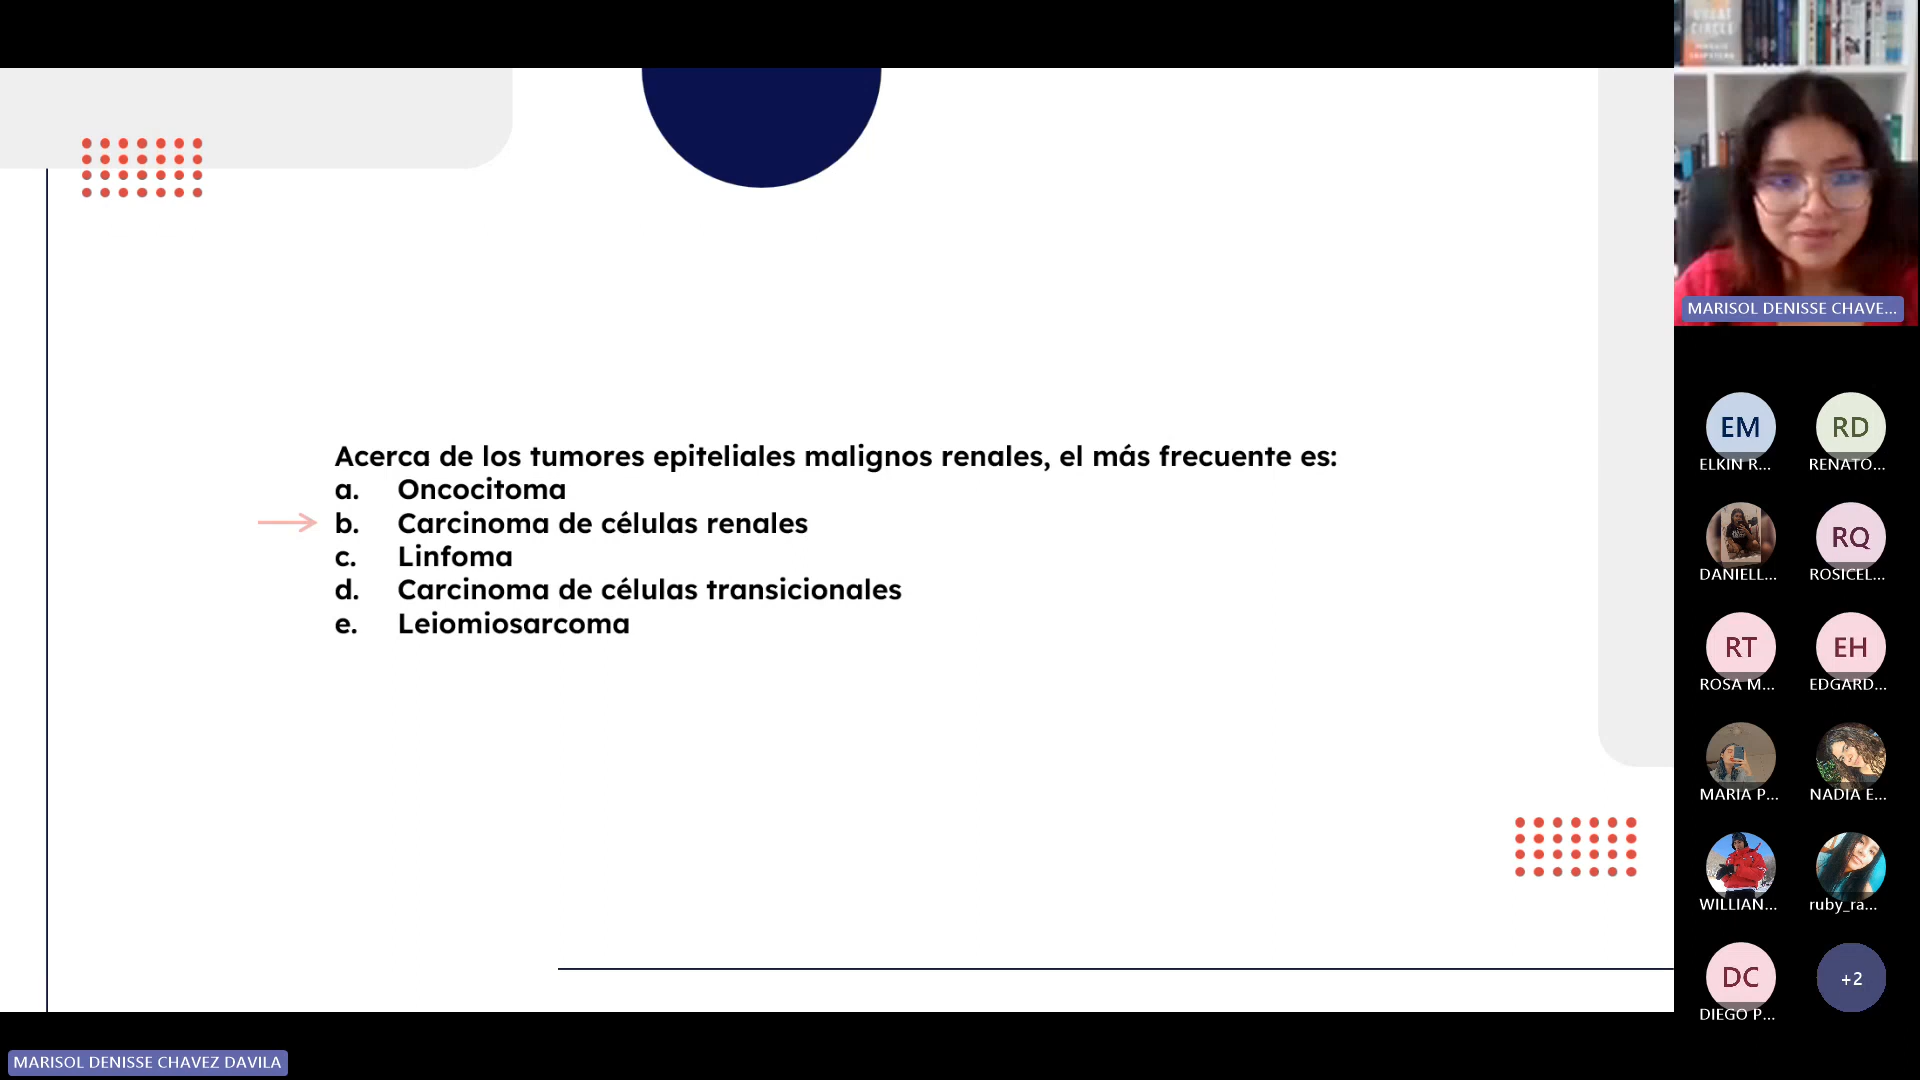 Acerca de los tumores epiteliales malignos renales, el más frecuente es:
a. Oncocitoma
b. Carcinoma de células renales
c. Linfoma
d. Carcinoma de células transicionales
e. Leiomiosarcoma
CIRCLE
MARISOL DENISSE CHAVE...
EM
ELKIN R...
RD
RENATO...
DANIELL...
RQ
ROSICEL...
RT
ROSA M...
EH
EDGARD...
MARIA P...
NADIA E...
WILLIAN...
ruby_ra...
DC
DIEGO P...
+2
MARISOL DENISSE CHAVEZ DAVILA